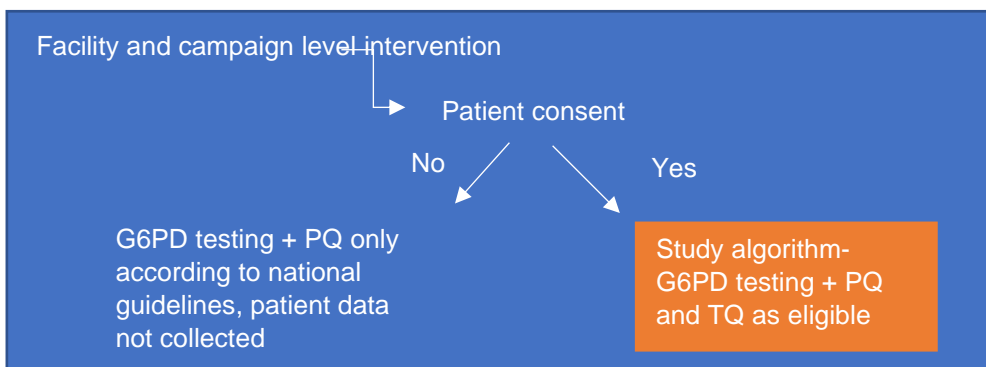 Facility and campaign level intervention
Patient consent
No
Yes
G6PD testing + PQ only
according to national
guidelines, patient data
not collected
Study algorithm-
G6PD testing + PQ
and TQ as eligible